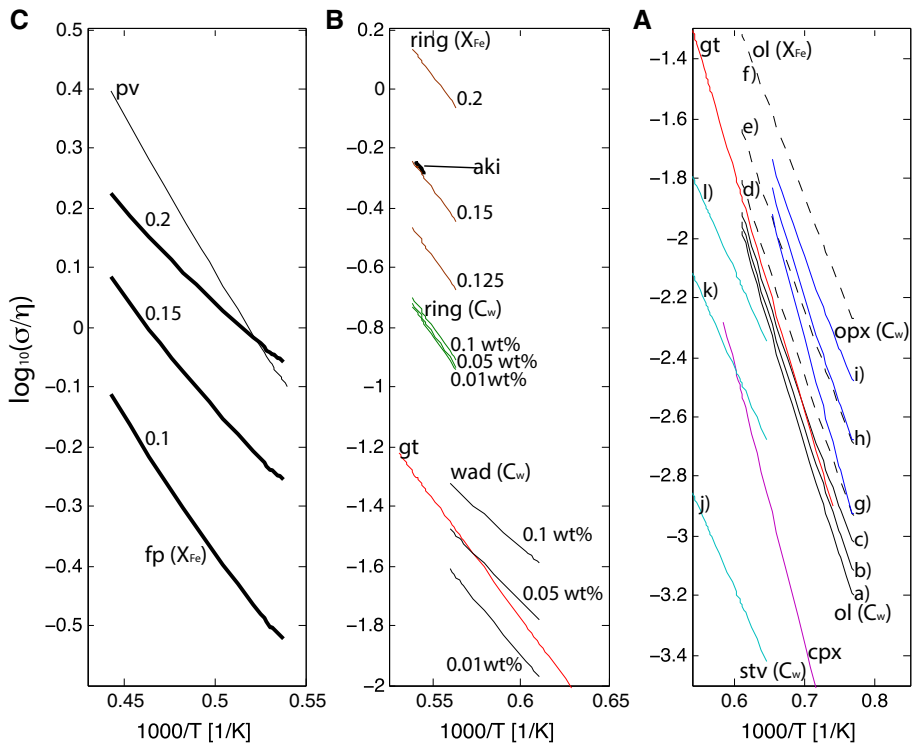 C
B
A
log₁₀(σ/η)
0.5
0.4
0.3
0.2
0.1
0
−0.1
−0.2
−0.3
−0.4
−0.5
pv
0.2
0.15
0.1
fp (XFe)
0.45
0.5
0.55
1000/T [1/K]
0.2
0
−0.2
−0.4
−0.6
−0.8
−1
−1.2
−1.4
−1.6
−1.8
−2
ring (XFe)
0.2
aki
0.15
0.125
ring (Cw)
0.1 wt%
0.05 wt%
0.01wt%
gt
wad (Cw)
0.1 wt%
0.05 wt%
0.01wt%
0.55
0.6
0.65
1000/T [1/K]
−1.4
−1.6
−1.8
−2
−2.2
−2.4
−2.6
−2.8
−3
−3.2
−3.4
gt
ol (XFe)
f)
e)
d)
l)
k)
opx (Cw)
i)
h)
j)
g)
c)
b)
a)
ol (Cw)
cpx
stv (Cw)
0.6
0.7
0.8
1000/T [1/K]